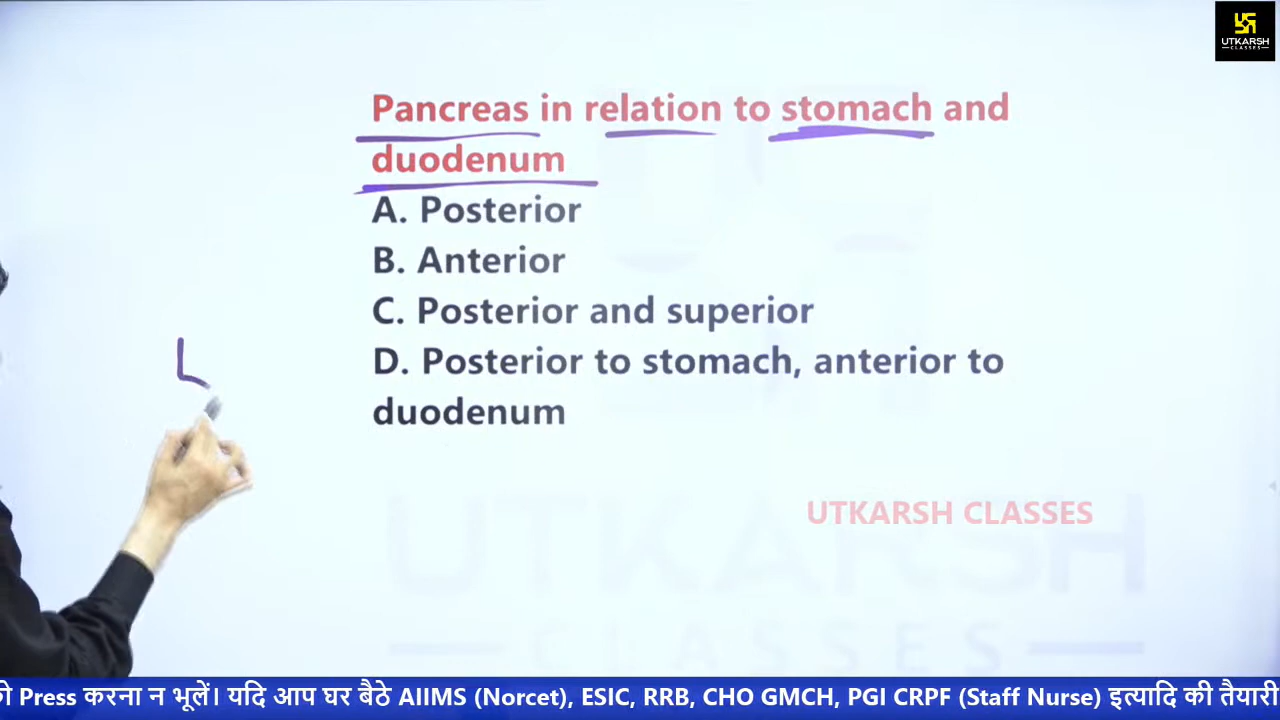 UTKARSH
CLASSES
Pancreas in relation to stomach and
duodenum
A. Posterior
B. Anterior
C. Posterior and superior
D. Posterior to stomach, anterior to
duodenum
UTKARSH CLASSES
UTKARSH
CLASSES
Press करना न भूलें। यदि आप घर बैठे AIIMS (Norcet), ESIC, RRB, CHO GMCH, PGI CRPF (Staff Nurse) इत्यादि की तैयारी